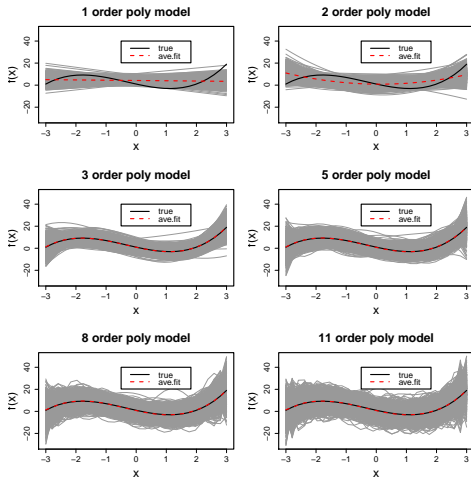 1 order poly model
2 order poly model
f(x)
40
20
0
−20
true
ave.fit
−3 −2 −1 0 1 2 3
x
f(x)
40
20
0
−20
true
ave.fit
−3 −2 −1 0 1 2 3
x
3 order poly model
5 order poly model
f(x)
40
20
0
−20
true
ave.fit
−3 −2 −1 0 1 2 3
x
f(x)
40
20
0
−20
true
ave.fit
−3 −2 −1 0 1 2 3
x
8 order poly model
11 order poly model
f(x)
40
20
0
−20
true
ave.fit
−3 −2 −1 0 1 2 3
x
f(x)
40
20
0
−20
true
ave.fit
−3 −2 −1 0 1 2 3
x